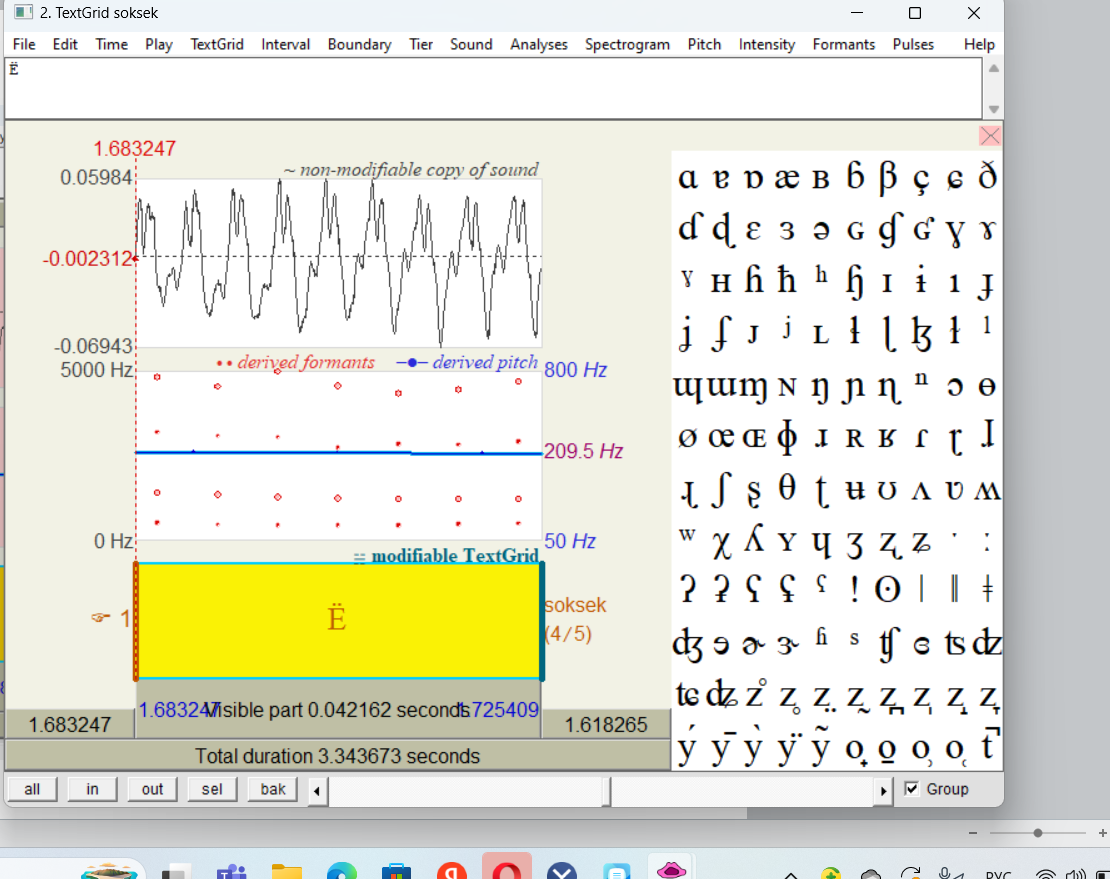 2. TextGrid soksek
File Edit Time Play TextGrid Interval Boundary Tier Sound Analyses Spectrogram Pitch Intensity Formants Pulses Help
Ё
1.683247
~ non-modifiable copy of sound
0.05984
-0.002312
-0.06943
•• derived formants —●— derived pitch
5000 Hz
800 Hz
209.5 Hz
0 Hz
50 Hz
modifiable TextGrid
☞ 1
Ё
soksek
(4/5)
1.683247 Visible part 0.042162 seconds 1.725409
1.683247
1.618265
Total duration 3.343673 seconds
ɑ ɐ ɒ æ ʙ ɓ β ç ɕ ð
ɗ ɖ ɛ ɜ ə ɢ ʄ ɠ ɣ ɤ
ˠ ʜ ɦ ħ ʰ ɧ ɪ ɨ ı ɟ
ʝ ʄ ᴊ ʲ ʟ ɫ ɭ ɮ ɫ ˡ
ɰ ɯ ɱ ɴ ŋ ɲ ɳ ⁿ ɔ ɵ
ø œ ɶ ɸ ɹ ʀ ʁ ɾ ɽ ɺ
ɻ ʃ ʂ θ ʈ ʉ ʊ ʌ ʋ ʍ
ʷ χ ʎ ʏ ɥ ʒ ʐ ʑ ˑ ː
ʔ ʡ ʕ ʢ ˤ ! ʘ ǀ ǁ ǂ
ʤ ɘ ɚ ɝ ʱ ˢ ʧ ɞ ʦ ʣ
ʨ ʥ z̊ z̥ z̤ z̰ z̪ z̩ z̟ z̞
ý ȳ ỳ ÿ ỹ o̟ o̠ o̹ o̜ t̚
all in out sel bak Group
РУС